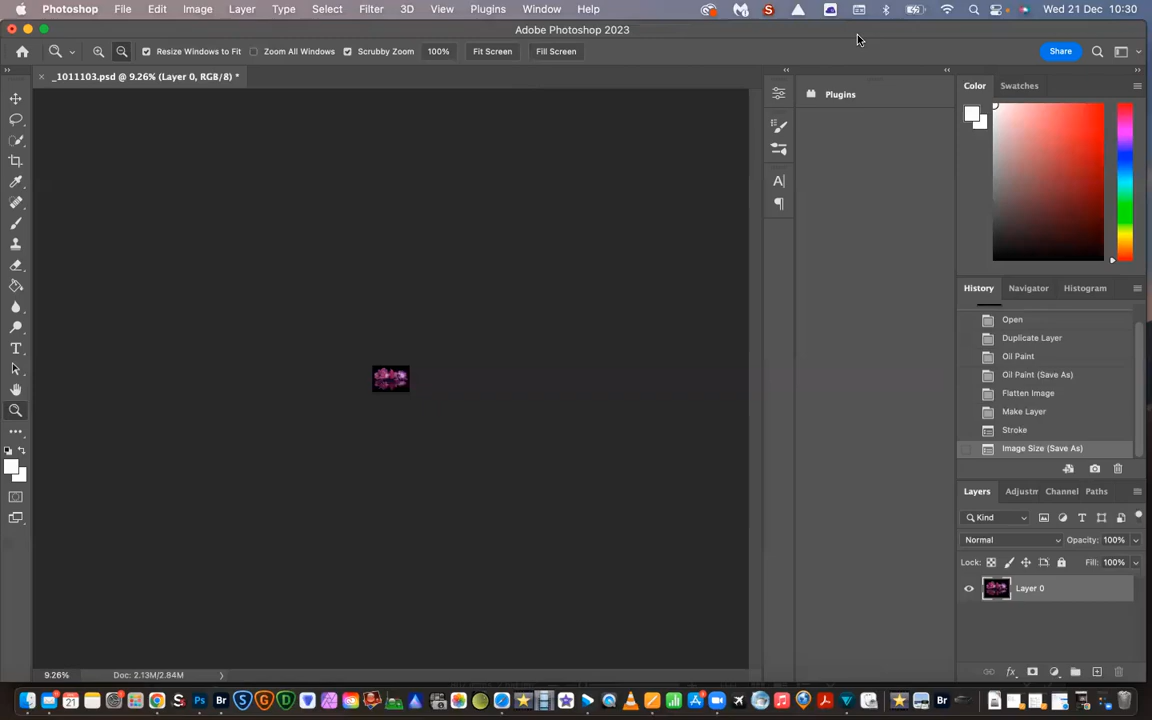 Photoshop File Edit Image Layer Type Select Filter 3D View Plugins Window Help Wed 21 Dec 10:30
Adobe Photoshop 2023
Resize Windows to Fit Zoom All Windows Scrubby Zoom 100% Fit Screen Fill Screen Share
_1011103.psd @ 9.26% (Layer 0, RGB/8) *
Plugins
Color Swatches
History Navigator Histogram
Open
Duplicate Layer
Oil Paint
Oil Paint (Save As)
Flatten Image
Make Layer
Stroke
Image Size (Save As)
Layers Adjustm Channel Paths
Kind
Normal Opacity: 100%
Lock: Fill: 100%
Layer 0
9.26% Doc: 2.13M/2.84M